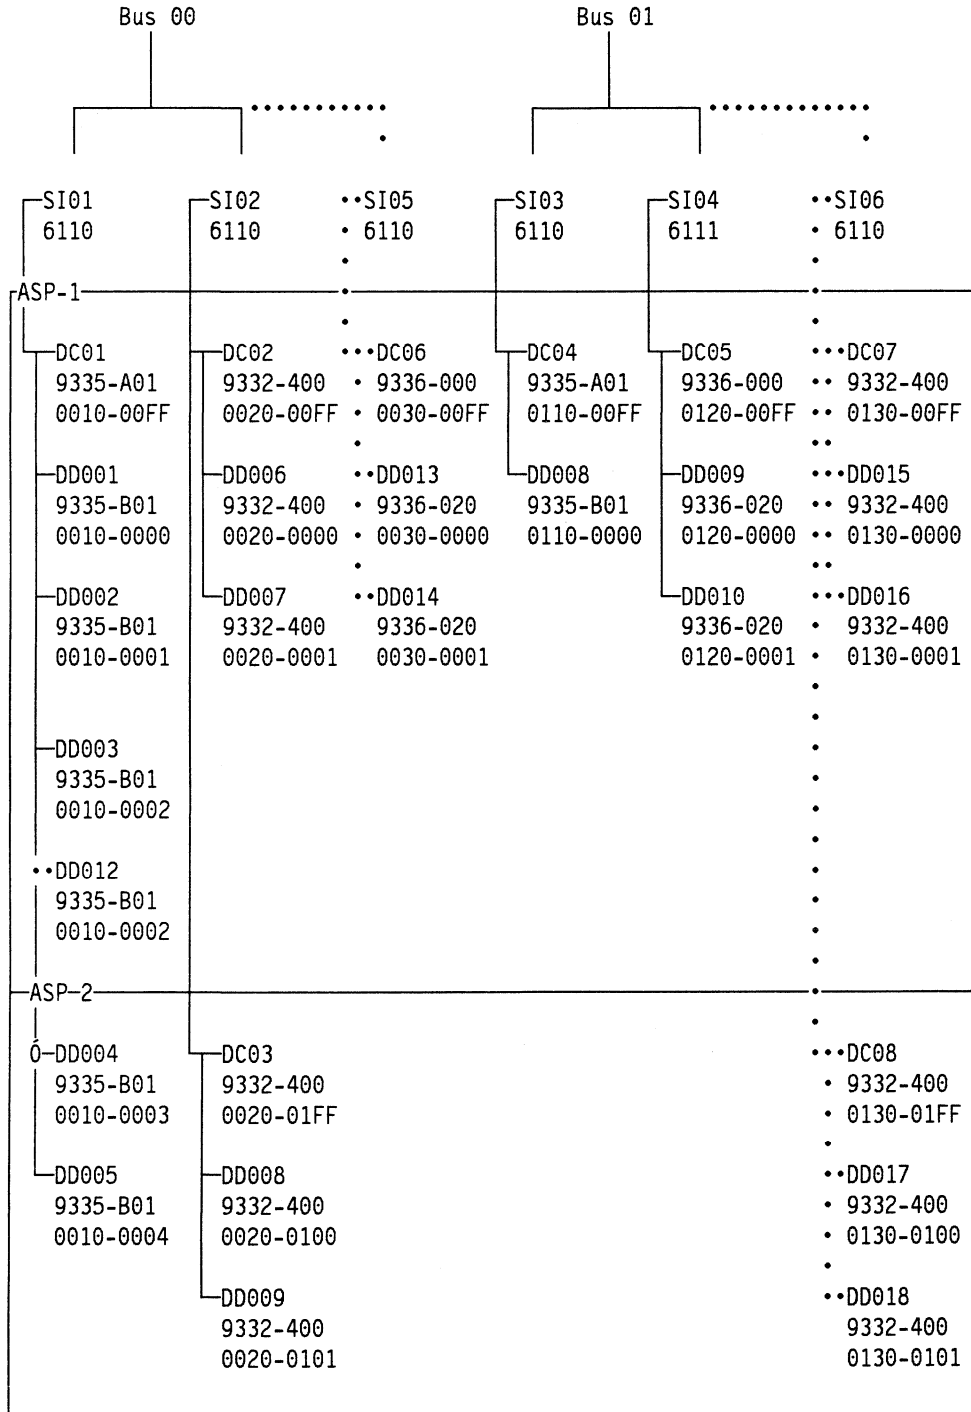 Bus 00 Bus 01
SI01 SI02 SI05 SI03 SI04 SI06
6110 6110 6110 6110 6111 6110
ASP-1
DC01 DC02 DC06 DC04 DC05 DC07
9335-A01 9332-400 9336-000 9335-A01 9336-000 9332-400
0010-00FF 0020-00FF 0030-00FF 0110-00FF 0120-00FF 0130-00FF
DD001 DD006 DD013 DD008 DD009 DD015
9335-B01 9332-400 9336-020 9335-B01 9336-020 9332-400
0010-0000 0020-0000 0030-0000 0110-0000 0120-0000 0130-0000
DD002 DD007 DD014 DD010 DD016
9335-B01 9332-400 9336-020 9336-020 9332-400
0010-0001 0020-0001 0030-0001 0120-0001 0130-0001
DD003
9335-B01
0010-0002
DD012
9335-B01
0010-0002
ASP-2
Ó-DD004 DC03 DC08
9335-B01 9332-400 9332-400
0010-0003 0020-01FF 0130-01FF
DD005 DD008 DD017
9335-B01 9332-400 9332-400
0010-0004 0020-0100 0130-0100
DD009 DD018
9332-400 9332-400
0020-0101 0130-0101